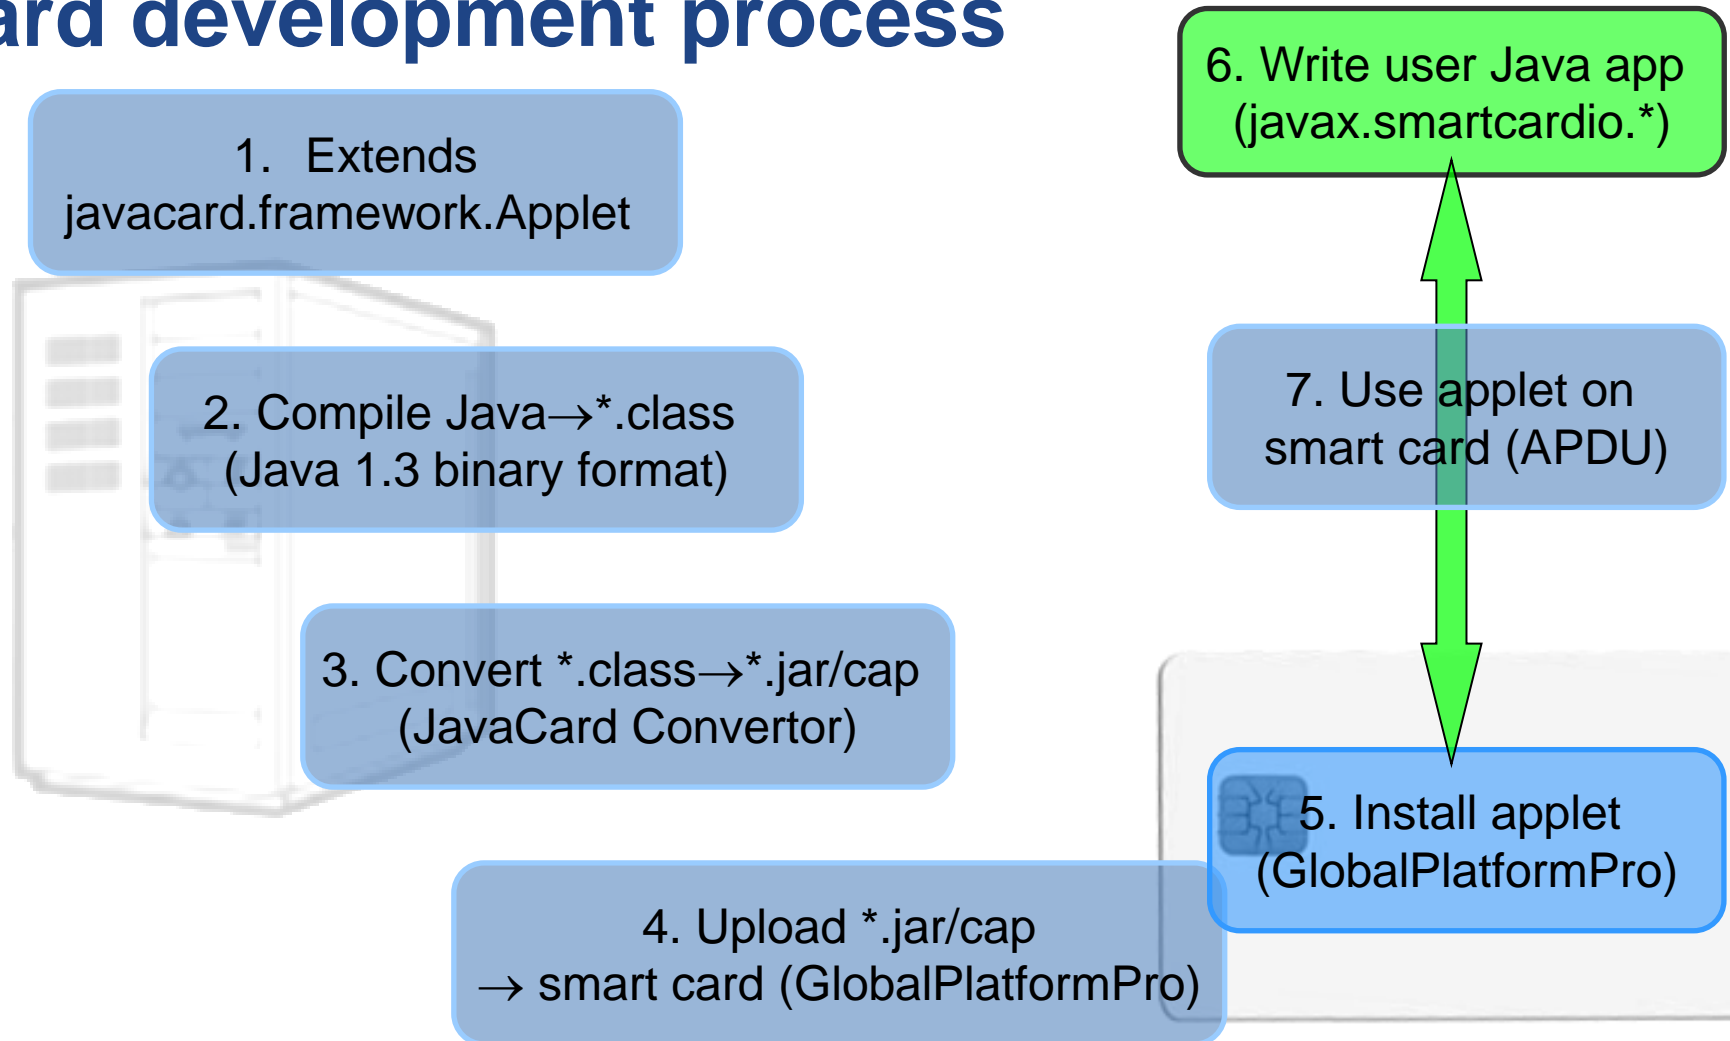 ard development process
1. Extends
javacard.framework.Applet
2. Compile Java→*.class
(Java 1.3 binary format)
3. Convert *.class→*.jar/cap
(JavaCard Convertor)
4. Upload *.jar/cap
→ smart card (GlobalPlatformPro)
5. Install applet
(GlobalPlatformPro)
6. Write user Java app
(javax.smartcardio.*)
7. Use applet on
smart card (APDU)